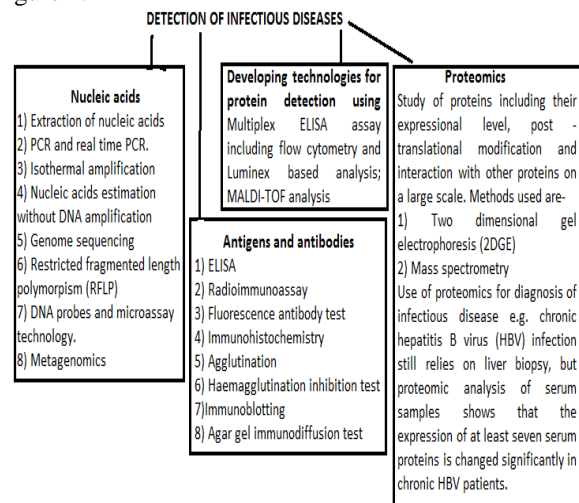 DETECTION OF INFECTIOUS DISEASES
Nucleic acids
1) Extraction of nucleic acids
2) PCR and real time PCR.
3) Isothermal amplification
4) Nucleic acids estimation
without DNA amplification
5) Genome sequencing
6) Restricted fragmented length
polymorpism (RFLP)
7) DNA probes and microassay
technology.
8) Metagenomics
Developing technologies for
protein detection using
Multiplex ELISA assay
including flow cytometry and
Luminex based analysis;
MALDI-TOF analysis
Antigens and antibodies
1) ELISA
2) Radioimmoassay
3) Fluorescence antibody test
4) Immunohistochemistry
5) Agglutination
6) Haemagglutination inhibition test
7)Immunoblotting
8) Agar gel immunodiffusion test
Proteomics
Study of proteins including their
expressional level, post -
translational modification and
interaction with other proteins on
a large scale. Methods used are-
1) Two dimensional gel
electrophoresis (2DGE)
2) Mass spectrometry
Use of proteomics for diagnosis of
infectious disease e.g. chronic
hepatitis B virus (HBV) infection
still relies on liver biopsy, but
proteomic analysis of serum
samples shows that the
expression of at least seven serum
proteins is changed significantly in
chronic HBV patients.